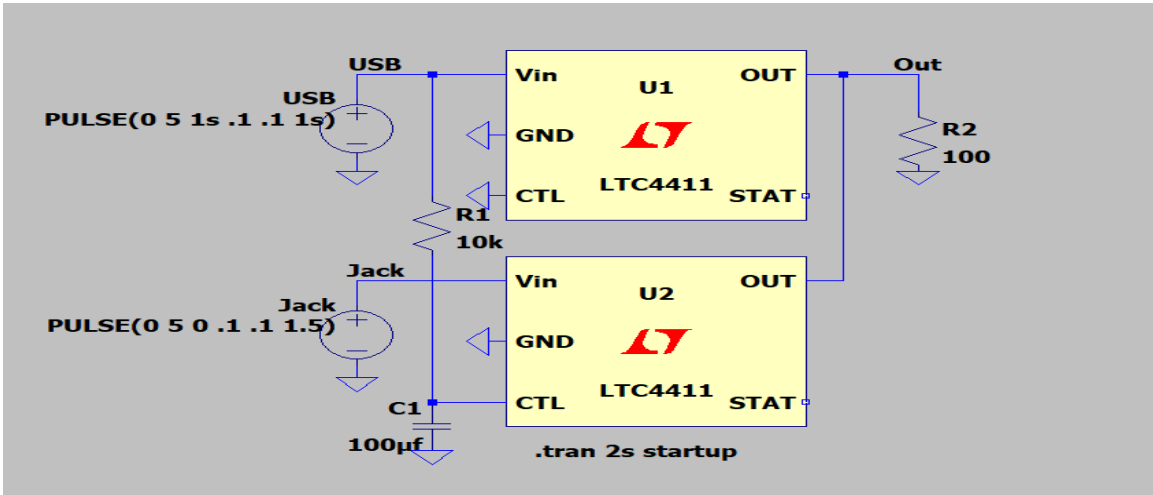 USB
USB
PULSE(0 5 1s .1 .1 1s)
Vin
OUT
U1
GND
LTC4411
CTL
STAT
Out
R2
100
R1
10k
Jack
Jack
PULSE(0 5 0 .1 .1 1.5)
Vin
OUT
U2
GND
LTC4411
CTL
STAT
C1
100µf
.tran 2s startup